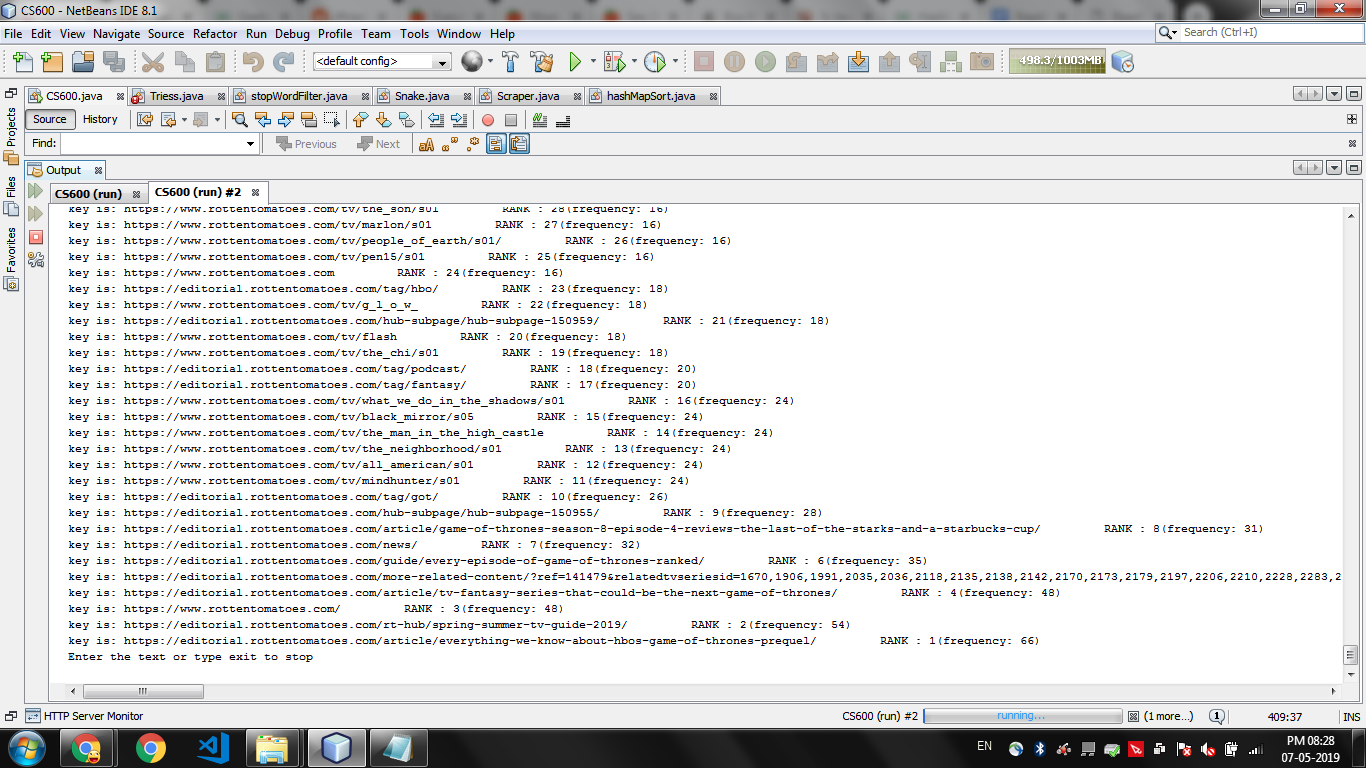 CS600 - NetBeans IDE 8.1
File Edit View Navigate Source Refactor Run Debug Profile Team Tools Window Help
Search (Ctrl+I)
<default config>
498.3/1003MB
CS600.java Triess.java stopWordFilter.java Snake.java Scraper.java hashMapSort.java
Source History
Find: Previous Next
Projects
Files
Favorites
Output
CS600 (run) CS600 (run) #2
key is: https://www.rottentomatoes.com/tv/the_son/s01 RANK : 28(frequency: 16)
key is: https://www.rottentomatoes.com/tv/marlon/s01 RANK : 27(frequency: 16)
key is: https://www.rottentomatoes.com/tv/people_of_earth/s01/ RANK : 26(frequency: 16)
key is: https://www.rottentomatoes.com/tv/pen15/s01 RANK : 25(frequency: 16)
key is: https://www.rottentomatoes.com RANK : 24(frequency: 16)
key is: https://editorial.rottentomatoes.com/tag/hbo/ RANK : 23(frequency: 18)
key is: https://www.rottentomatoes.com/tv/g_l_o_w_ RANK : 22(frequency: 18)
key is: https://editorial.rottentomatoes.com/hub-subpage/hub-subpage-150959/ RANK : 21(frequency: 18)
key is: https://www.rottentomatoes.com/tv/flash RANK : 20(frequency: 18)
key is: https://www.rottentomatoes.com/tv/the_chi/s01 RANK : 19(frequency: 18)
key is: https://editorial.rottentomatoes.com/tag/podcast/ RANK : 18(frequency: 20)
key is: https://editorial.rottentomatoes.com/tag/fantasy/ RANK : 17(frequency: 20)
key is: https://www.rottentomatoes.com/tv/what_we_do_in_the_shadows/s01 RANK : 16(frequency: 24)
key is: https://www.rottentomatoes.com/tv/black_mirror/s05 RANK : 15(frequency: 24)
key is: https://www.rottentomatoes.com/tv/the_man_in_the_high_castle RANK : 14(frequency: 24)
key is: https://www.rottentomatoes.com/tv/the_neighborhood/s01 RANK : 13(frequency: 24)
key is: https://www.rottentomatoes.com/tv/all_american/s01 RANK : 12(frequency: 24)
key is: https://www.rottentomatoes.com/tv/mindhunter/s01 RANK : 11(frequency: 24)
key is: https://editorial.rottentomatoes.com/tag/got/ RANK : 10(frequency: 26)
key is: https://editorial.rottentomatoes.com/hub-subpage/hub-subpage-150955/ RANK : 9(frequency: 28)
key is: https://editorial.rottentomatoes.com/article/game-of-thrones-season-8-episode-4-reviews-the-last-of-the-starks-and-a-starbucks-cup/ RANK : 8(frequency: 31)
key is: https://editorial.rottentomatoes.com/news/ RANK : 7(frequency: 32)
key is: https://editorial.rottentomatoes.com/guide/every-episode-of-game-of-thrones-ranked/ RANK : 6(frequency: 35)
key is: https://editorial.rottentomatoes.com/more-related-content/?ref=141479&relatedtvseriesid=1670,1906,1991,2035,2036,2118,2135,2138,2142,2170,2173,2179,2197,2206,2210,2228,2283,2
key is: https://editorial.rottentomatoes.com/article/tv-fantasy-series-that-could-be-the-next-game-of-thrones/ RANK : 4(frequency: 48)
key is: https://www.rottentomatoes.com/ RANK : 3(frequency: 48)
key is: https://editorial.rottentomatoes.com/rt-hub/spring-summer-tv-guide-2019/ RANK : 2(frequency: 54)
key is: https://editorial.rottentomatoes.com/article/everything-we-know-about-hbos-game-of-thrones-prequel/ RANK : 1(frequency: 66)
Enter the text or type exit to stop
HTTP Server Monitor CS600 (run) #2 running... (1 more...) 1 409:37 INS
EN PM 08:28
07-05-2019